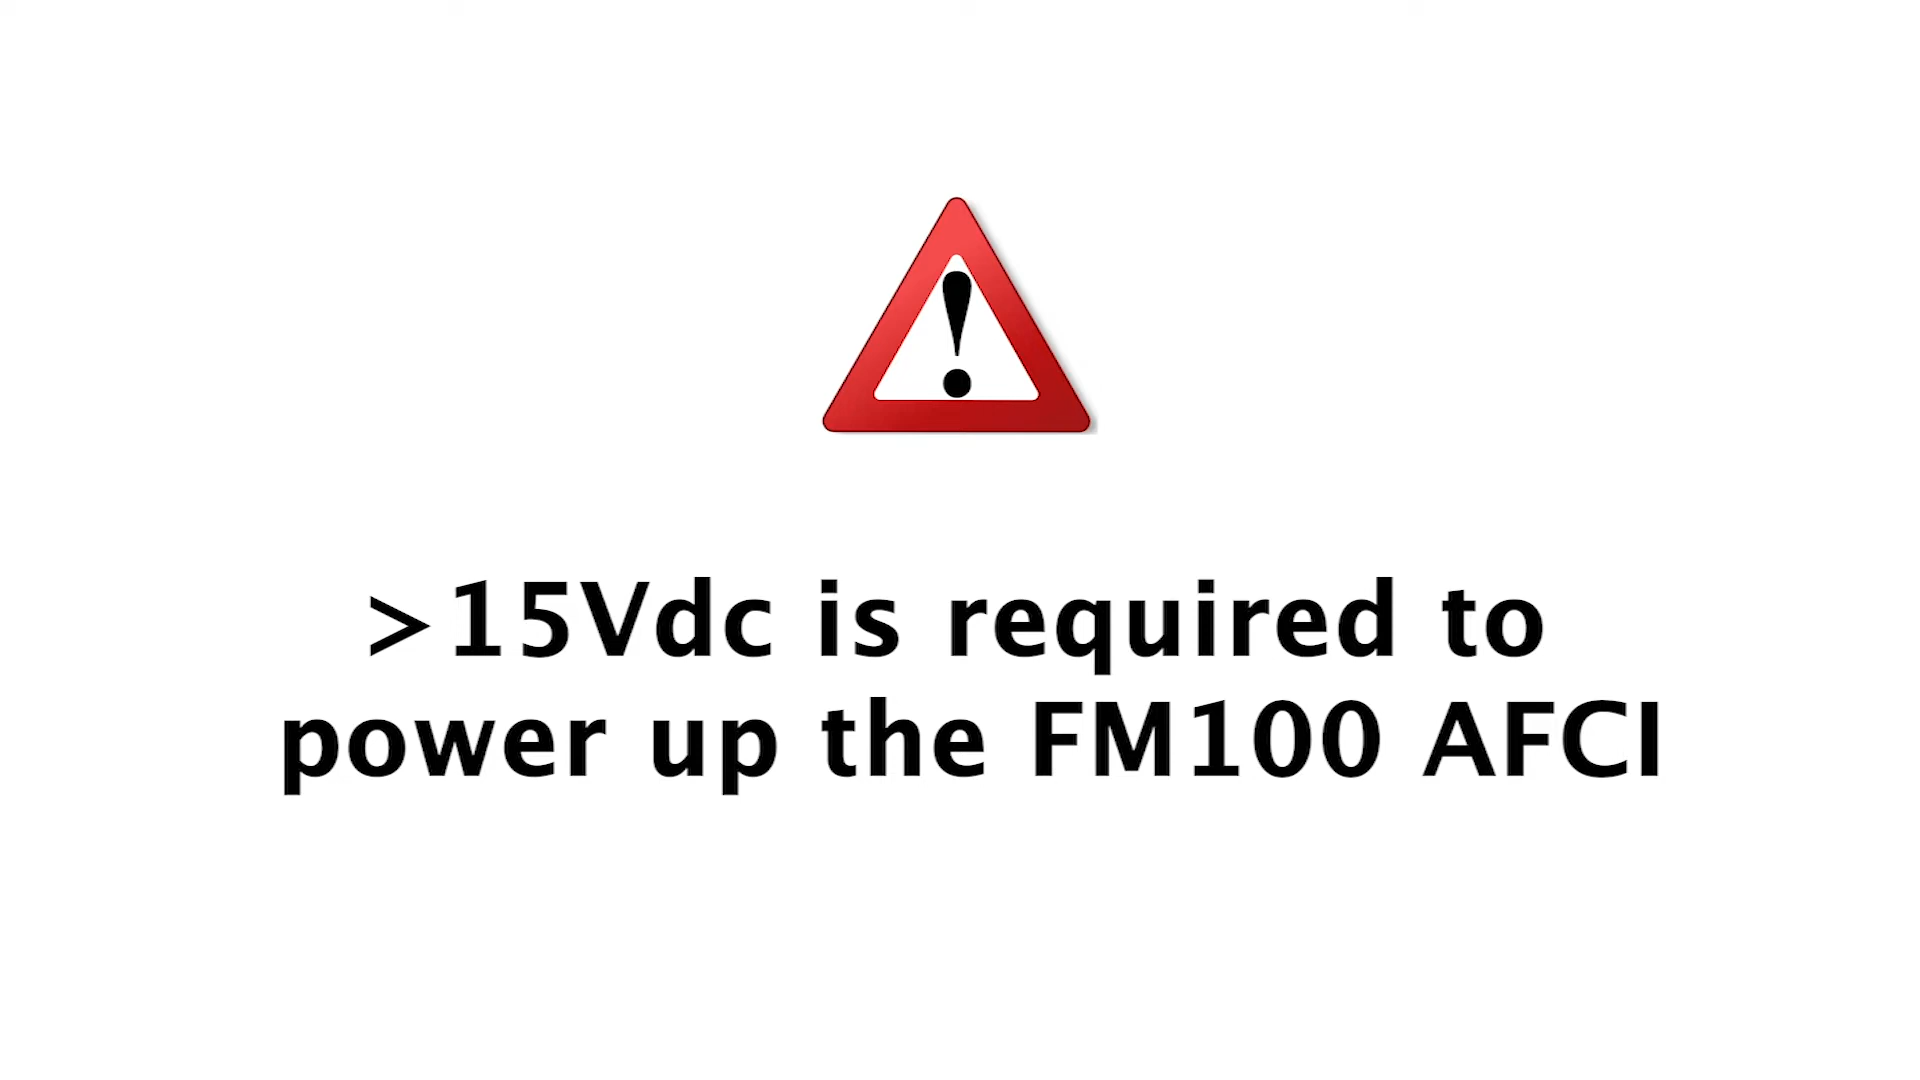 >15Vdc is required to
power up the FM100 AFCI